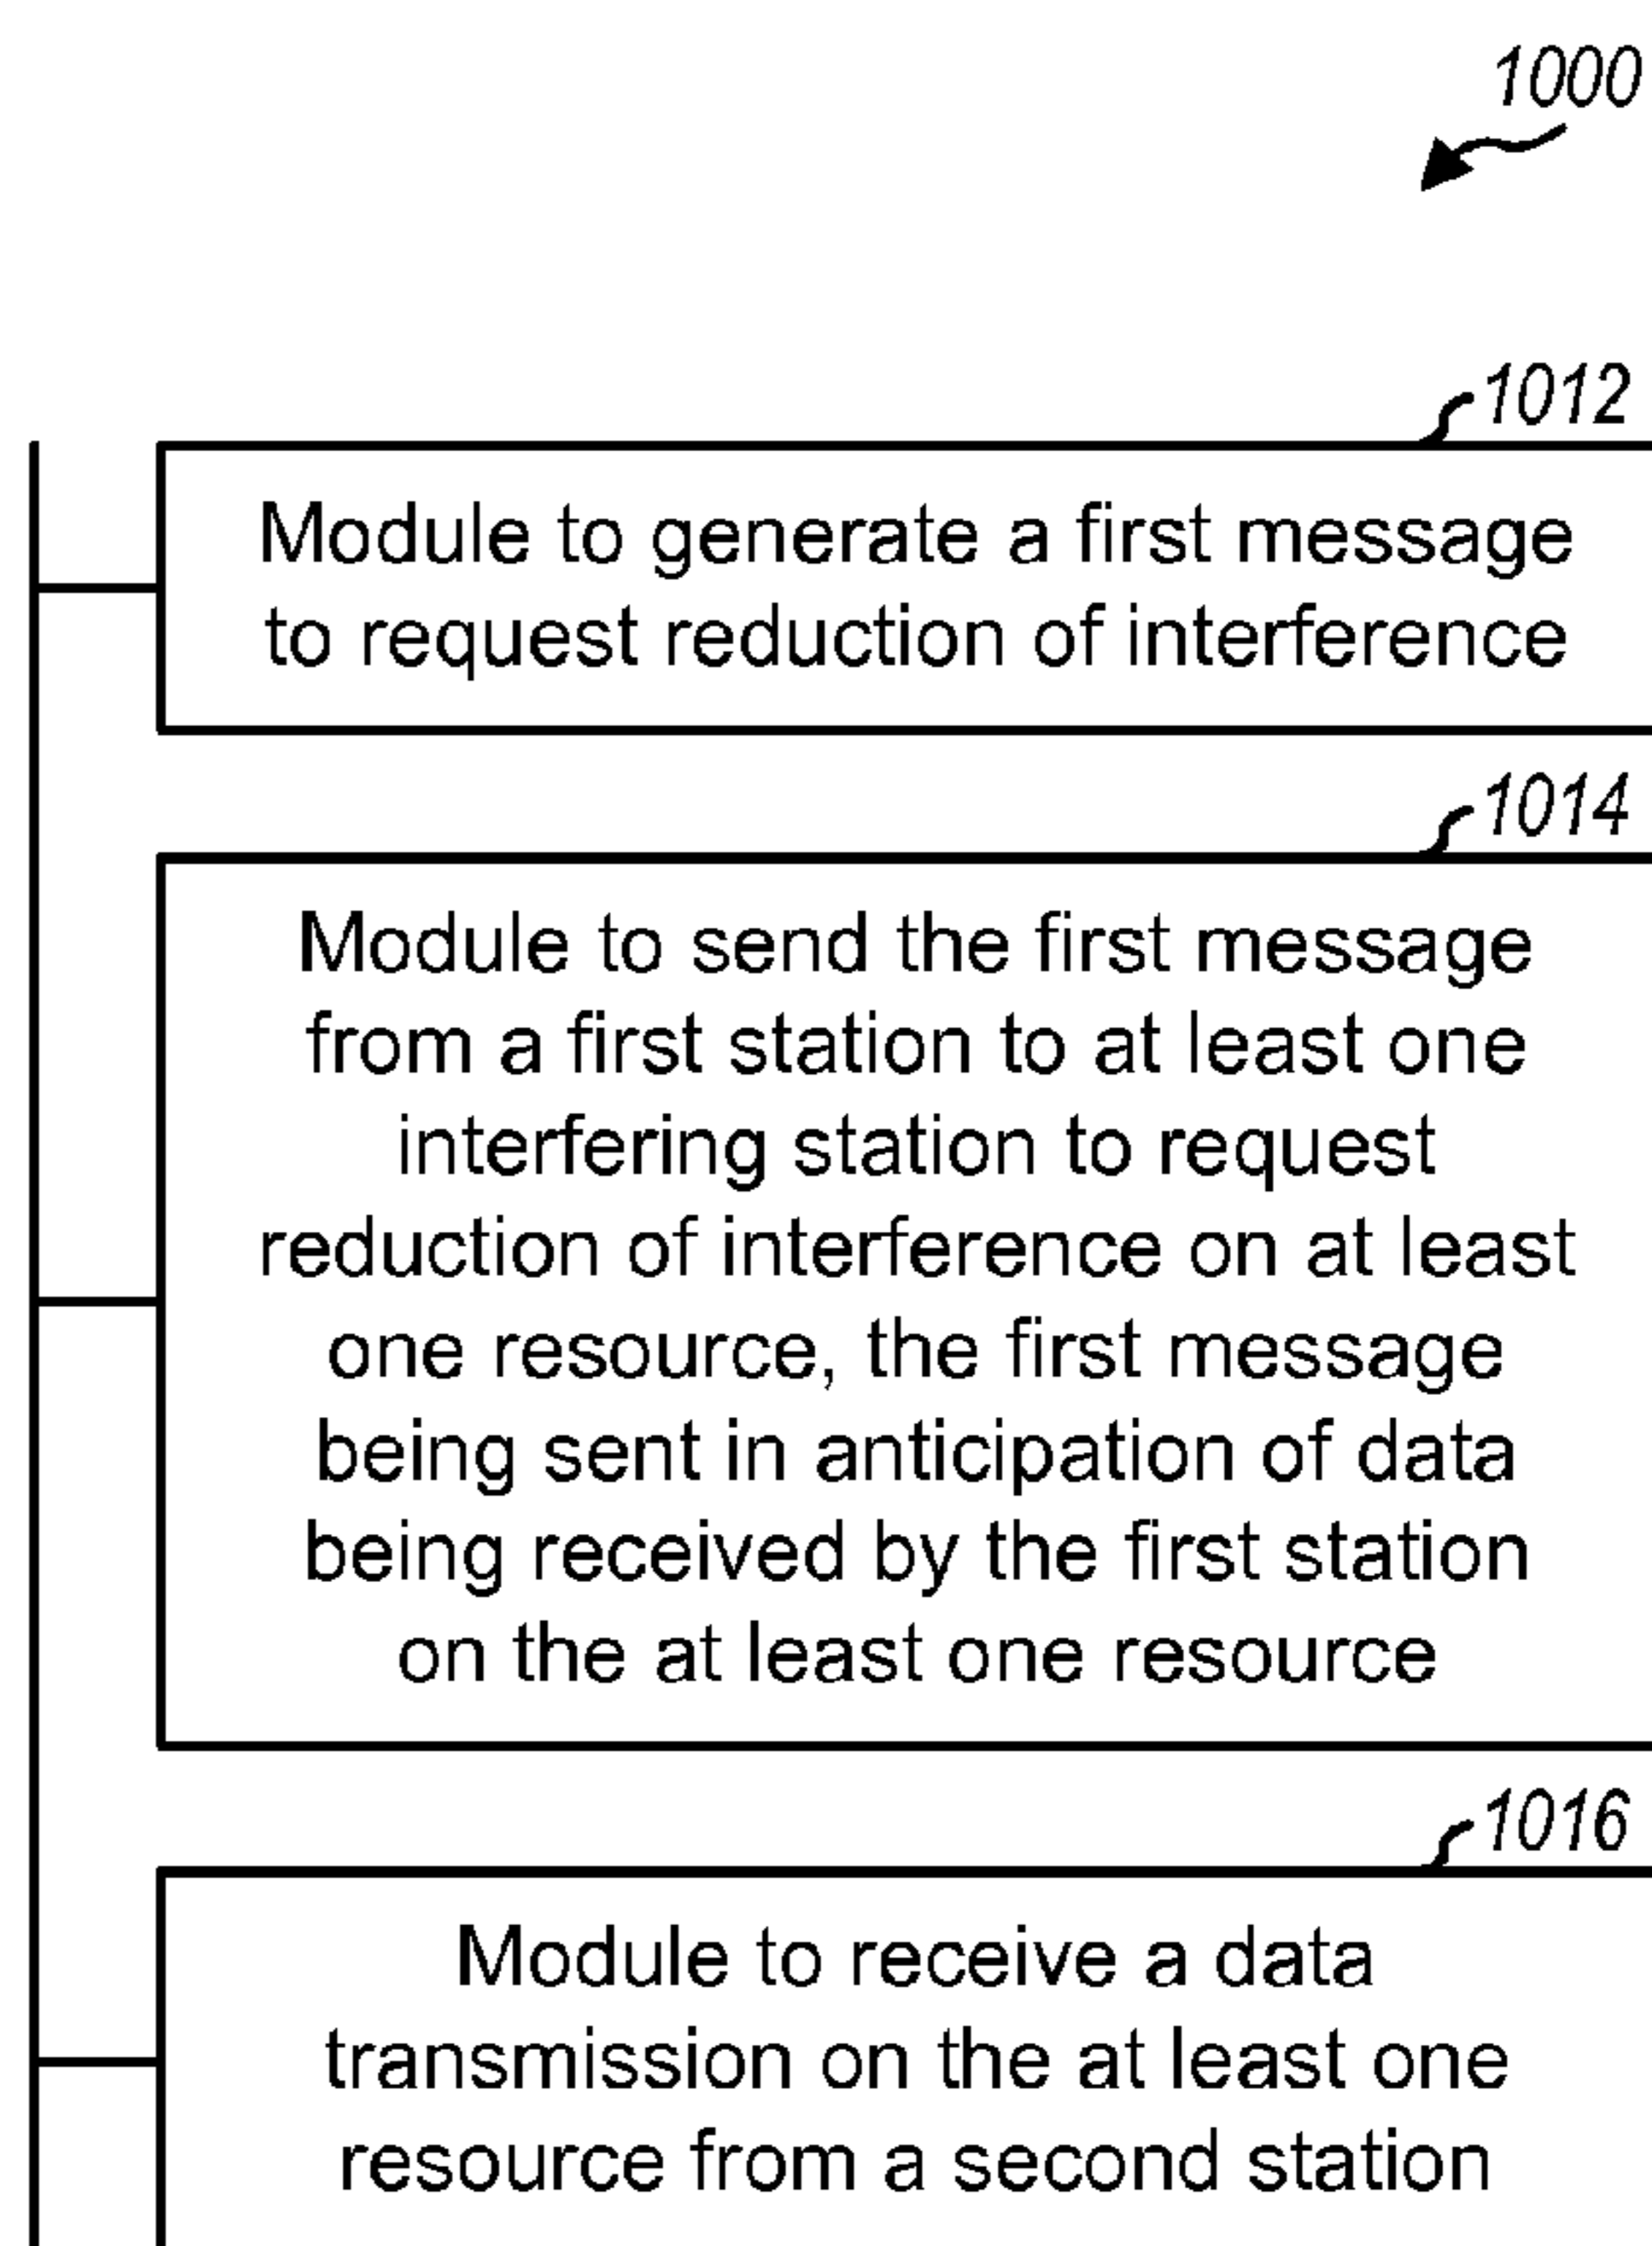 1000
1012
Module to generate a first message
to request reduction of interference
1014
Module to send the first message
from a first station to at least one
interfering station to request
reduction of interference on at least
one resource, the first message
being sent in anticipation of data
being received by the first station
on the at least one resource
1016
Module to receive a data
transmission on the at least one
resource from a second station